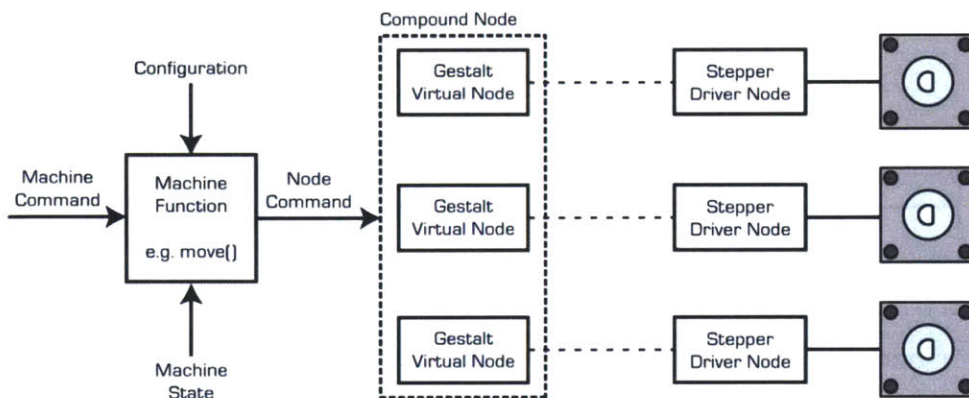 Compound Node
Configuration
Gestalt
Virtual Node
Stepper
Driver Node
Machine
Command
Machine
Function
e.g. move()
Node
Command
Gestalt
Virtual Node
Stepper
Driver Node
Gestalt
Virtual Node
Stepper
Driver Node
Machine
State